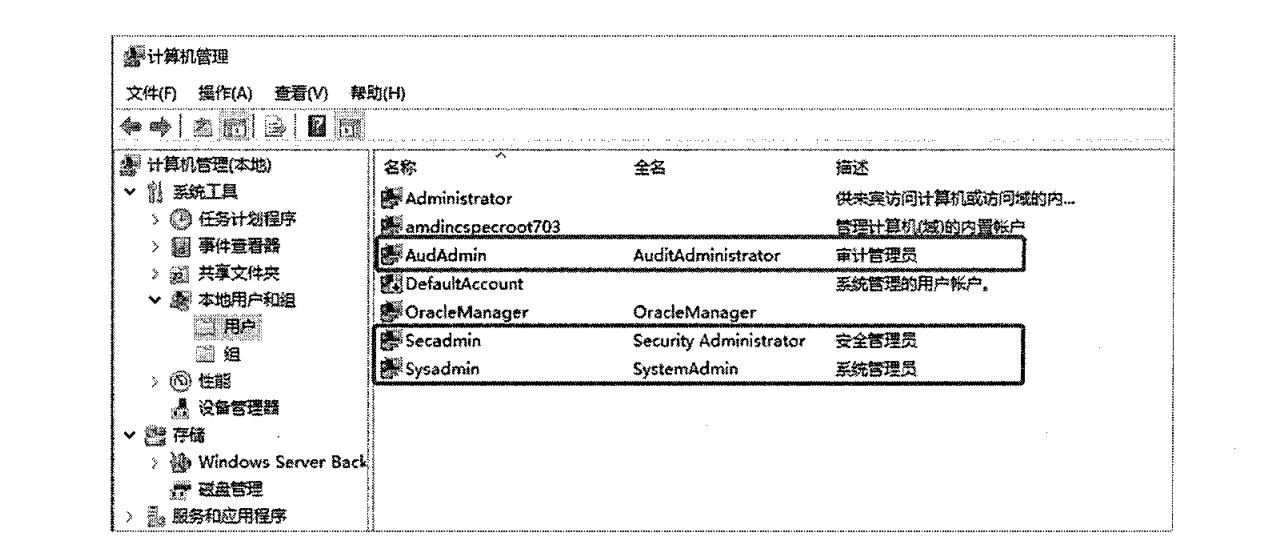 计算机管理
文件(F) 操作(A) 查看(V) 帮助(H)
计算机管理(本地)
系统工具
任务计划程序
事件查看器
共享文件夹
本地用户和组
用户
组
性能
设备管理器
存储
Windows Server Back
磁盘管理
服务和应用程序
名称 全名 描述
Administrator 供来宾访问计算机或访问域的内...
amdincspecroot703 管理计算机(域)的内置帐户
AudAdmin AuditAdministrator 审计管理员
DefaultAccount 系统管理的用户帐户。
OracleManager OracleManager
Secadmin Security Administrator 安全管理员
Sysadmin SystemAdmin 系统管理员